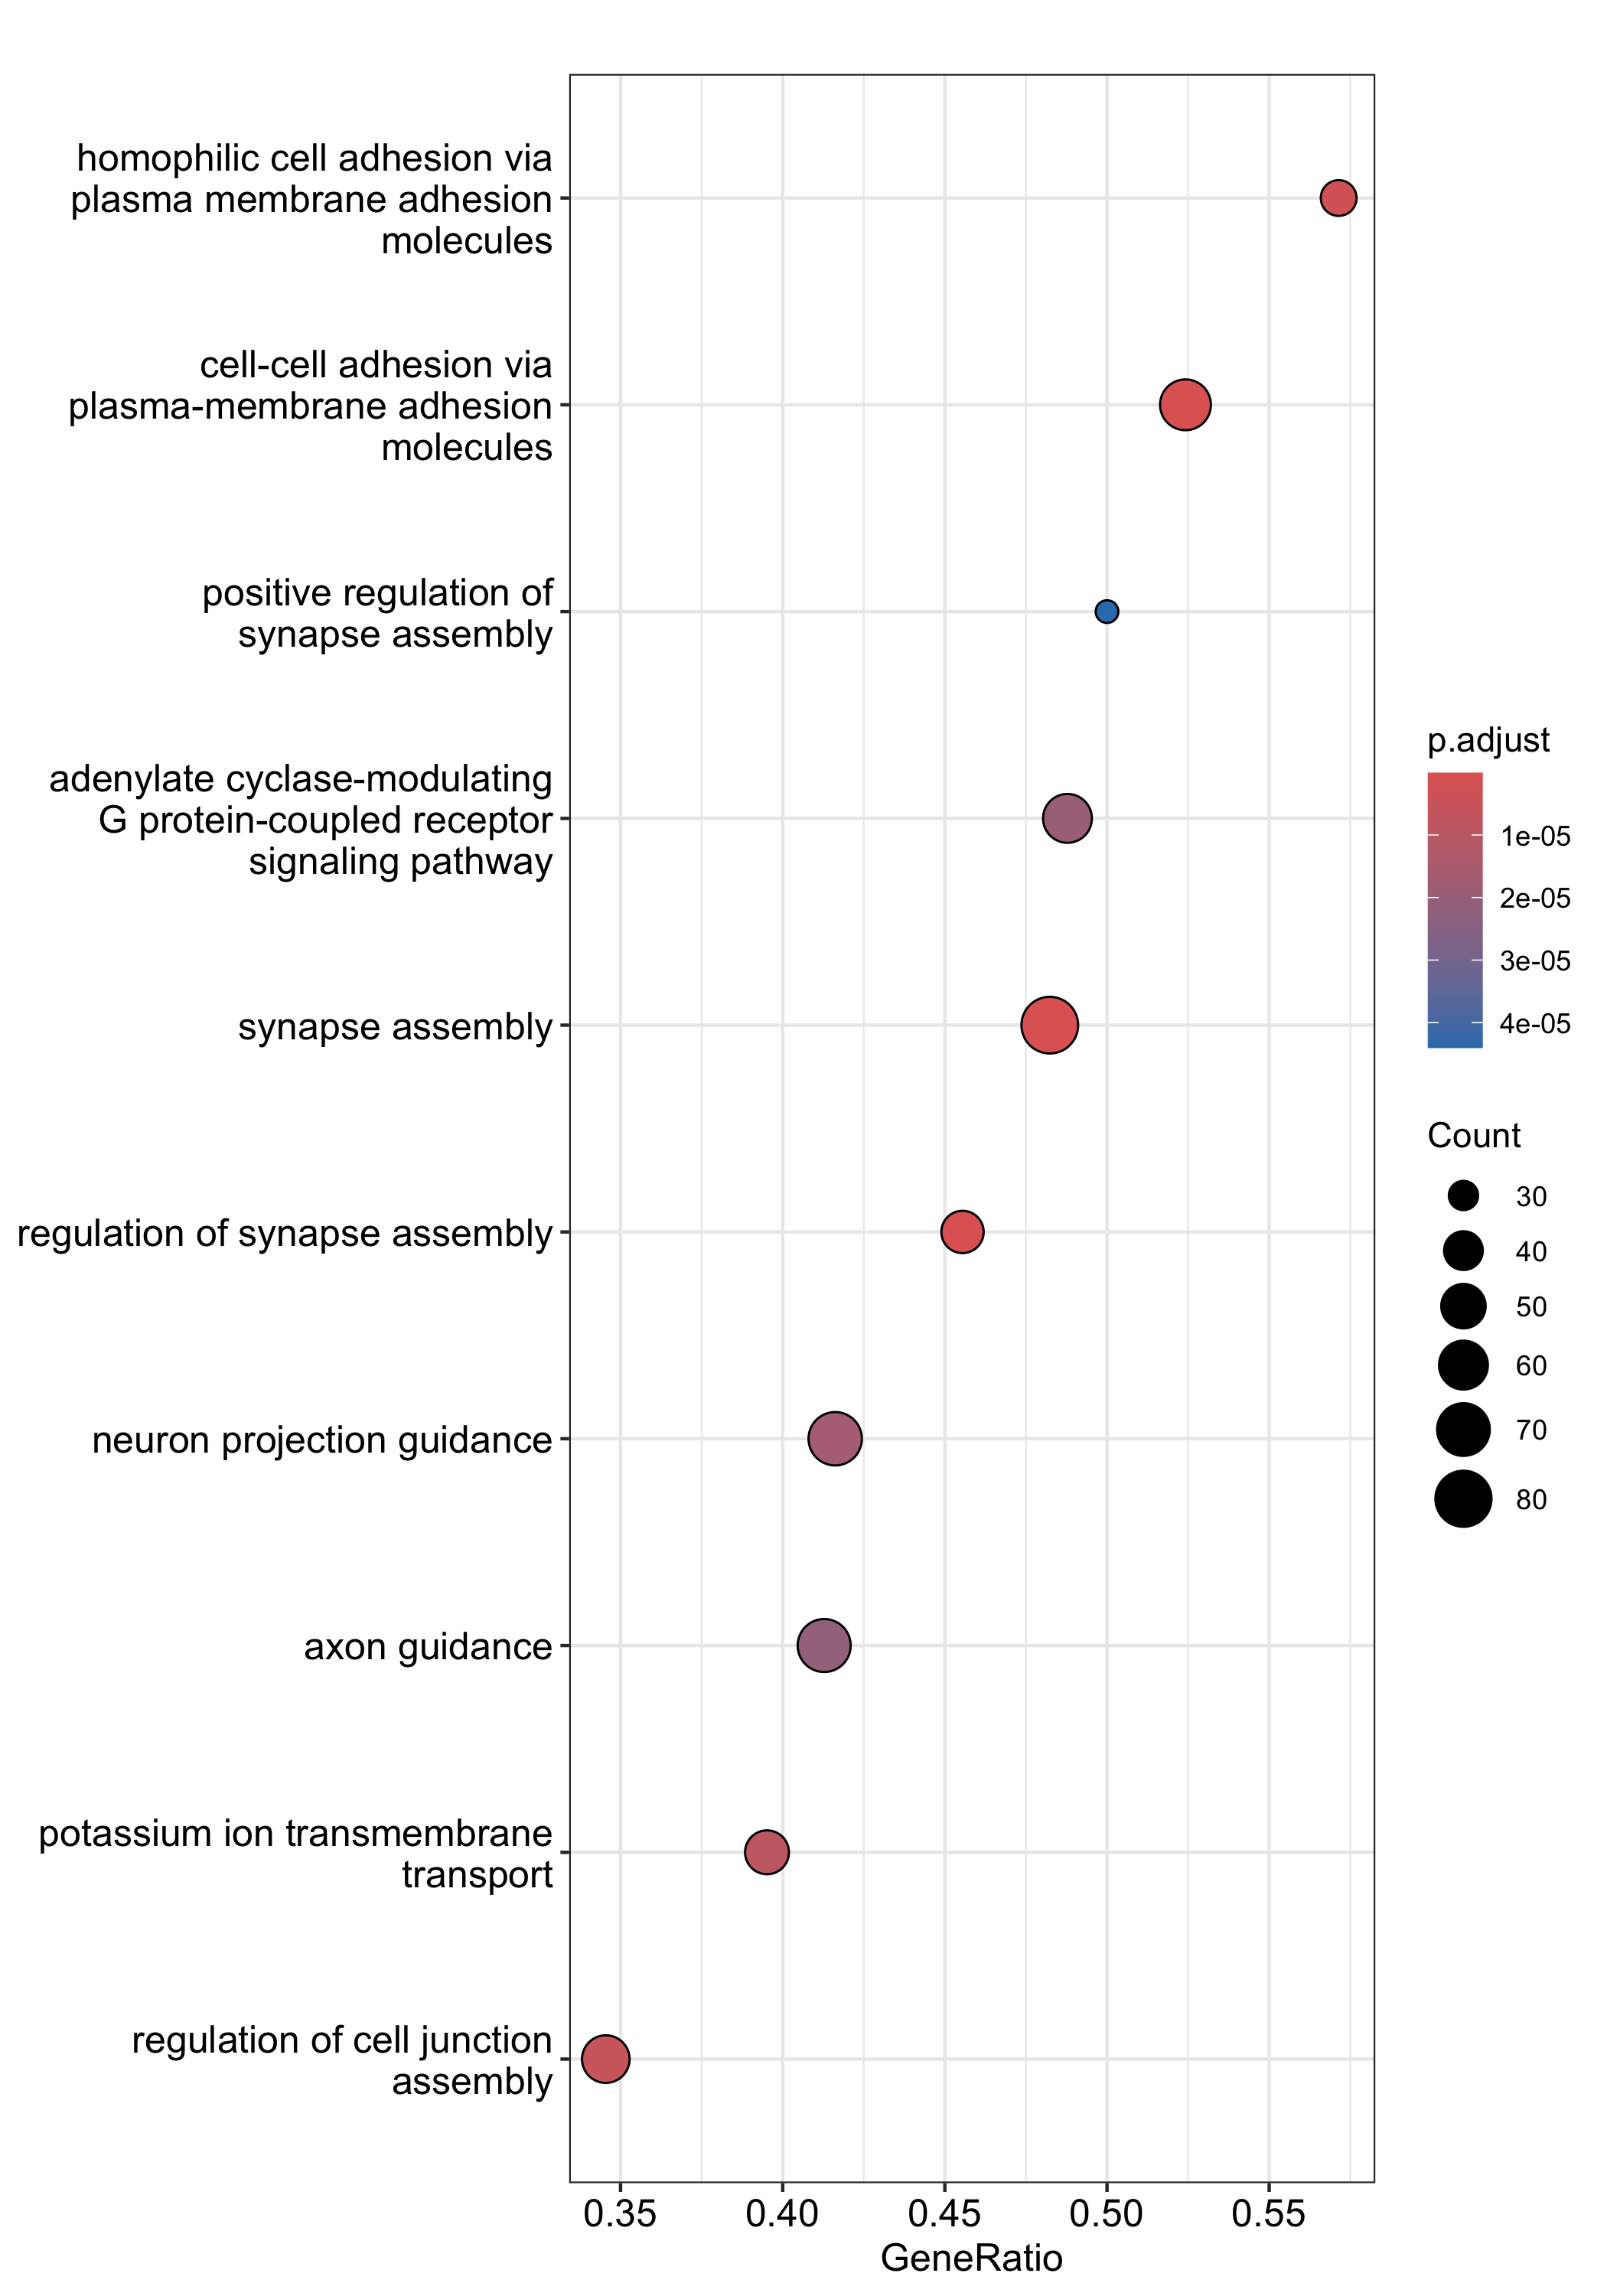 homophilic cell adhesion via
plasma membrane adhesion
molecules
cell-cell adhesion via
plasma-membrane adhesion
molecules
positive regulation of
synapse assembly
adenylate cyclase-modulating
G protein-coupled receptor
signaling pathway
synapse assembly
regulation of synapse assembly
neuron projection guidance
axon guidance
potassium ion transmembrane
transport
regulation of cell junction
assembly
0.35
0.40
0.45
0.50
0.55
GeneRatio
p.adjust
1e-05
2e-05
3e-05
4e-05
Count
30
40
50
60
70
80